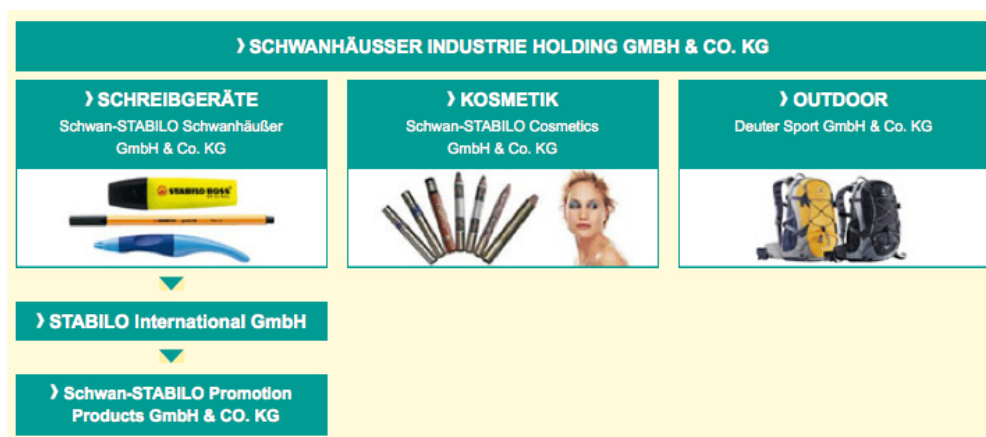 ❱ SCHWANHÄUSSER INDUSTRIE HOLDING GMBH & CO. KG
❱ SCHREIBGERÄTE
Schwan-STABILO Schwanhäußer
GmbH & Co. KG
❱ KOSMETIK
Schwan-STABILO Cosmetics
GmbH & Co. KG
❱ OUTDOOR
Deuter Sport GmbH & Co. KG
STABILO BOSS
❱ STABILO International GmbH
❱ Schwan-STABILO Promotion
Products GmbH & CO. KG